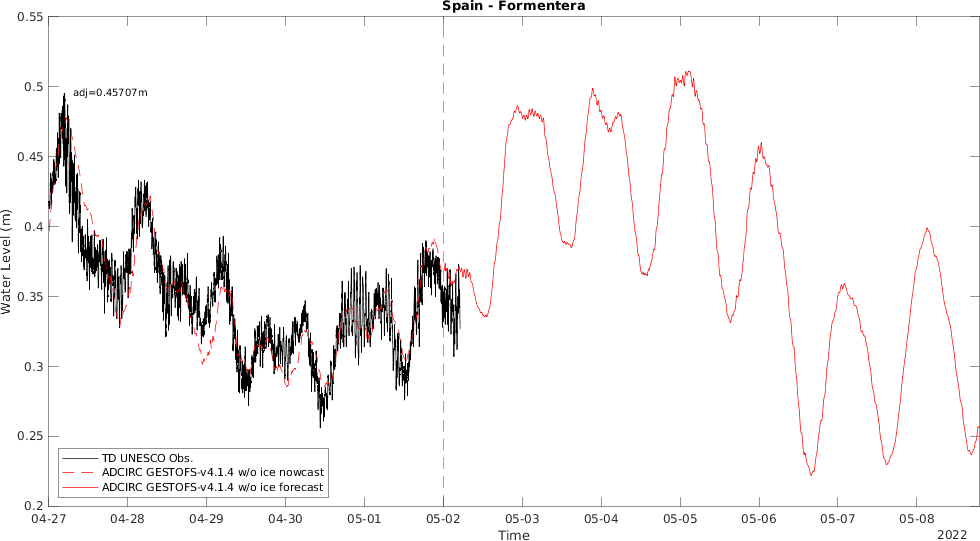 Spain - Formentera
0.55
0.5
0.45
0.4
0.35
0.3
0.25
0.2
Water Level (m)
adj=0.45707m
TD UNESCO Obs.
ADCIRC GESTOFS-v4.1.4 w/o ice nowcast
ADCIRC GESTOFS-v4.1.4 w/o ice forecast
04-27 04-28 04-29 04-30 05-01 05-02 05-03 05-04 05-05 05-06 05-07 05-08
Time
2022